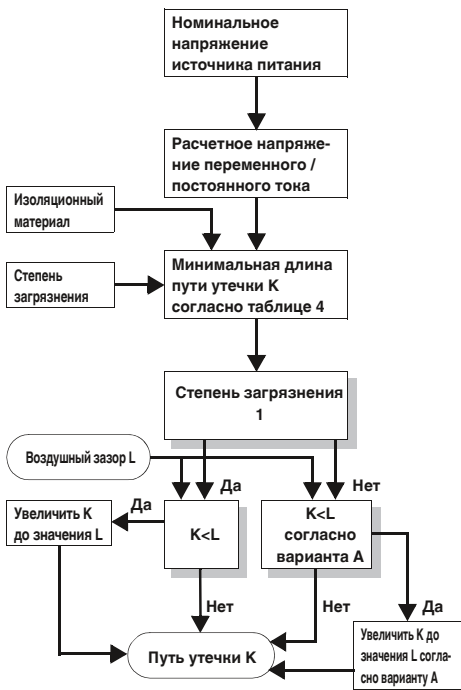 Номинальное
напряжение
источника питания
Расчетное напряже-
ние переменного /
постоянного тока
Изоляционный
материал
Степень
загрязнения
Минимальная длина
пути утечки K
согласно таблице 4
Степень загрязнения
1
Воздушный зазор L
Да
Нет
Увеличить K
до значения L
Да
K<L
K<L
согласно
варианта А
Нет
Нет
Да
Путь утечки K
Увеличить K до
значения L согла-
сно варианту А